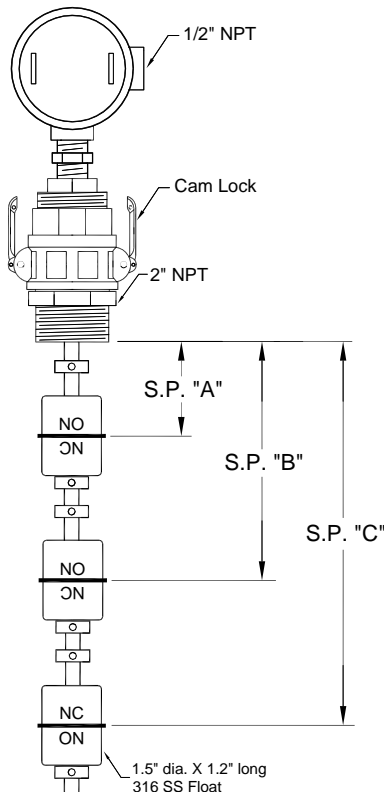 1/2" NPT
Cam Lock
2" NPT
S.P. "A"
NO
NC
S.P. "B"
S.P. "C"
NO
NC
NC
NO
1.5" dia. X 1.2" long
316 SS Float